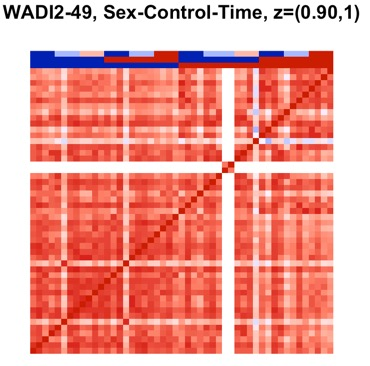 WADI2-49, Sex-Control-Time, z=(0.90,1)